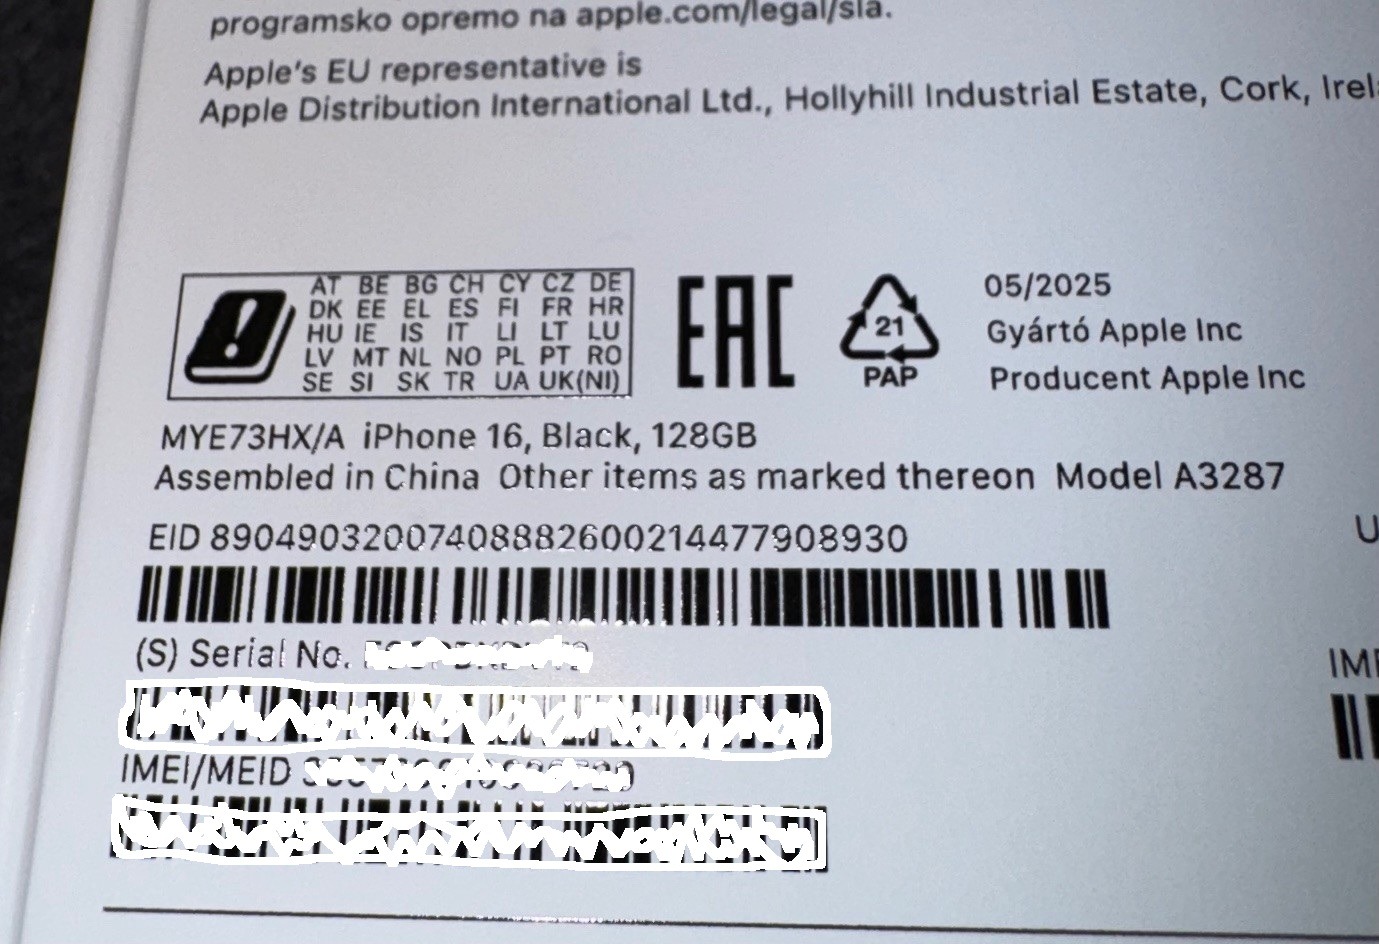 programsko opremo na apple.com/legal/sla.
Apple's EU representative is
Apple Distribution International Ltd., Hollyhill Industrial Estate, Cork,
AT BE BG CH CY CZ DE
DK EE EL ES FI FR HR
HU IE IS IT LI LT LU
LV MT NL NO PL PT RO
SE SI SK TR UA UK(NI)
EAC
21
PAP
05/2025
Gyártó Apple Inc
Producent Apple Inc
MYE73HX/A iPhone 16, Black, 128GB
Assembled in China Other items as marked thereon Model A3287
EID 89049032007408882600214477908930
(S) Serial No.
IMEI/MEID